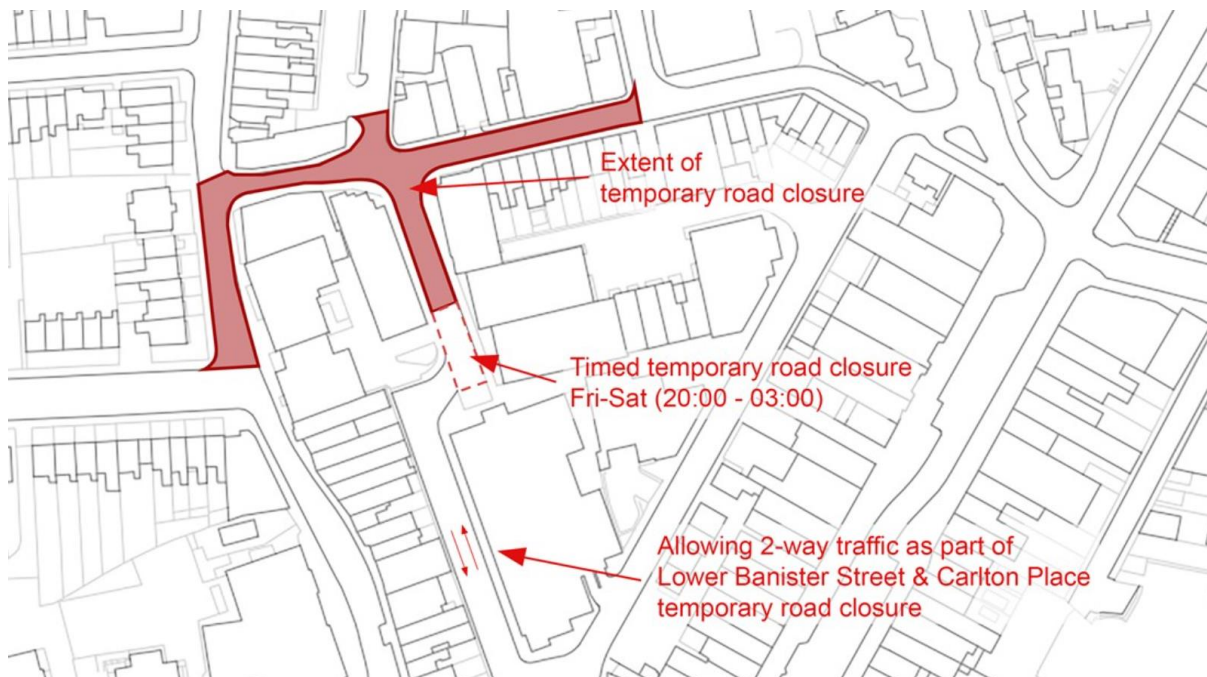 Extent of
temporary road closure
Timed temporary road closure
Fri-Sat (20:00 - 03:00)
Allowing 2-way traffic as part of
Lower Banister Street & Carlton Place
temporary road closure